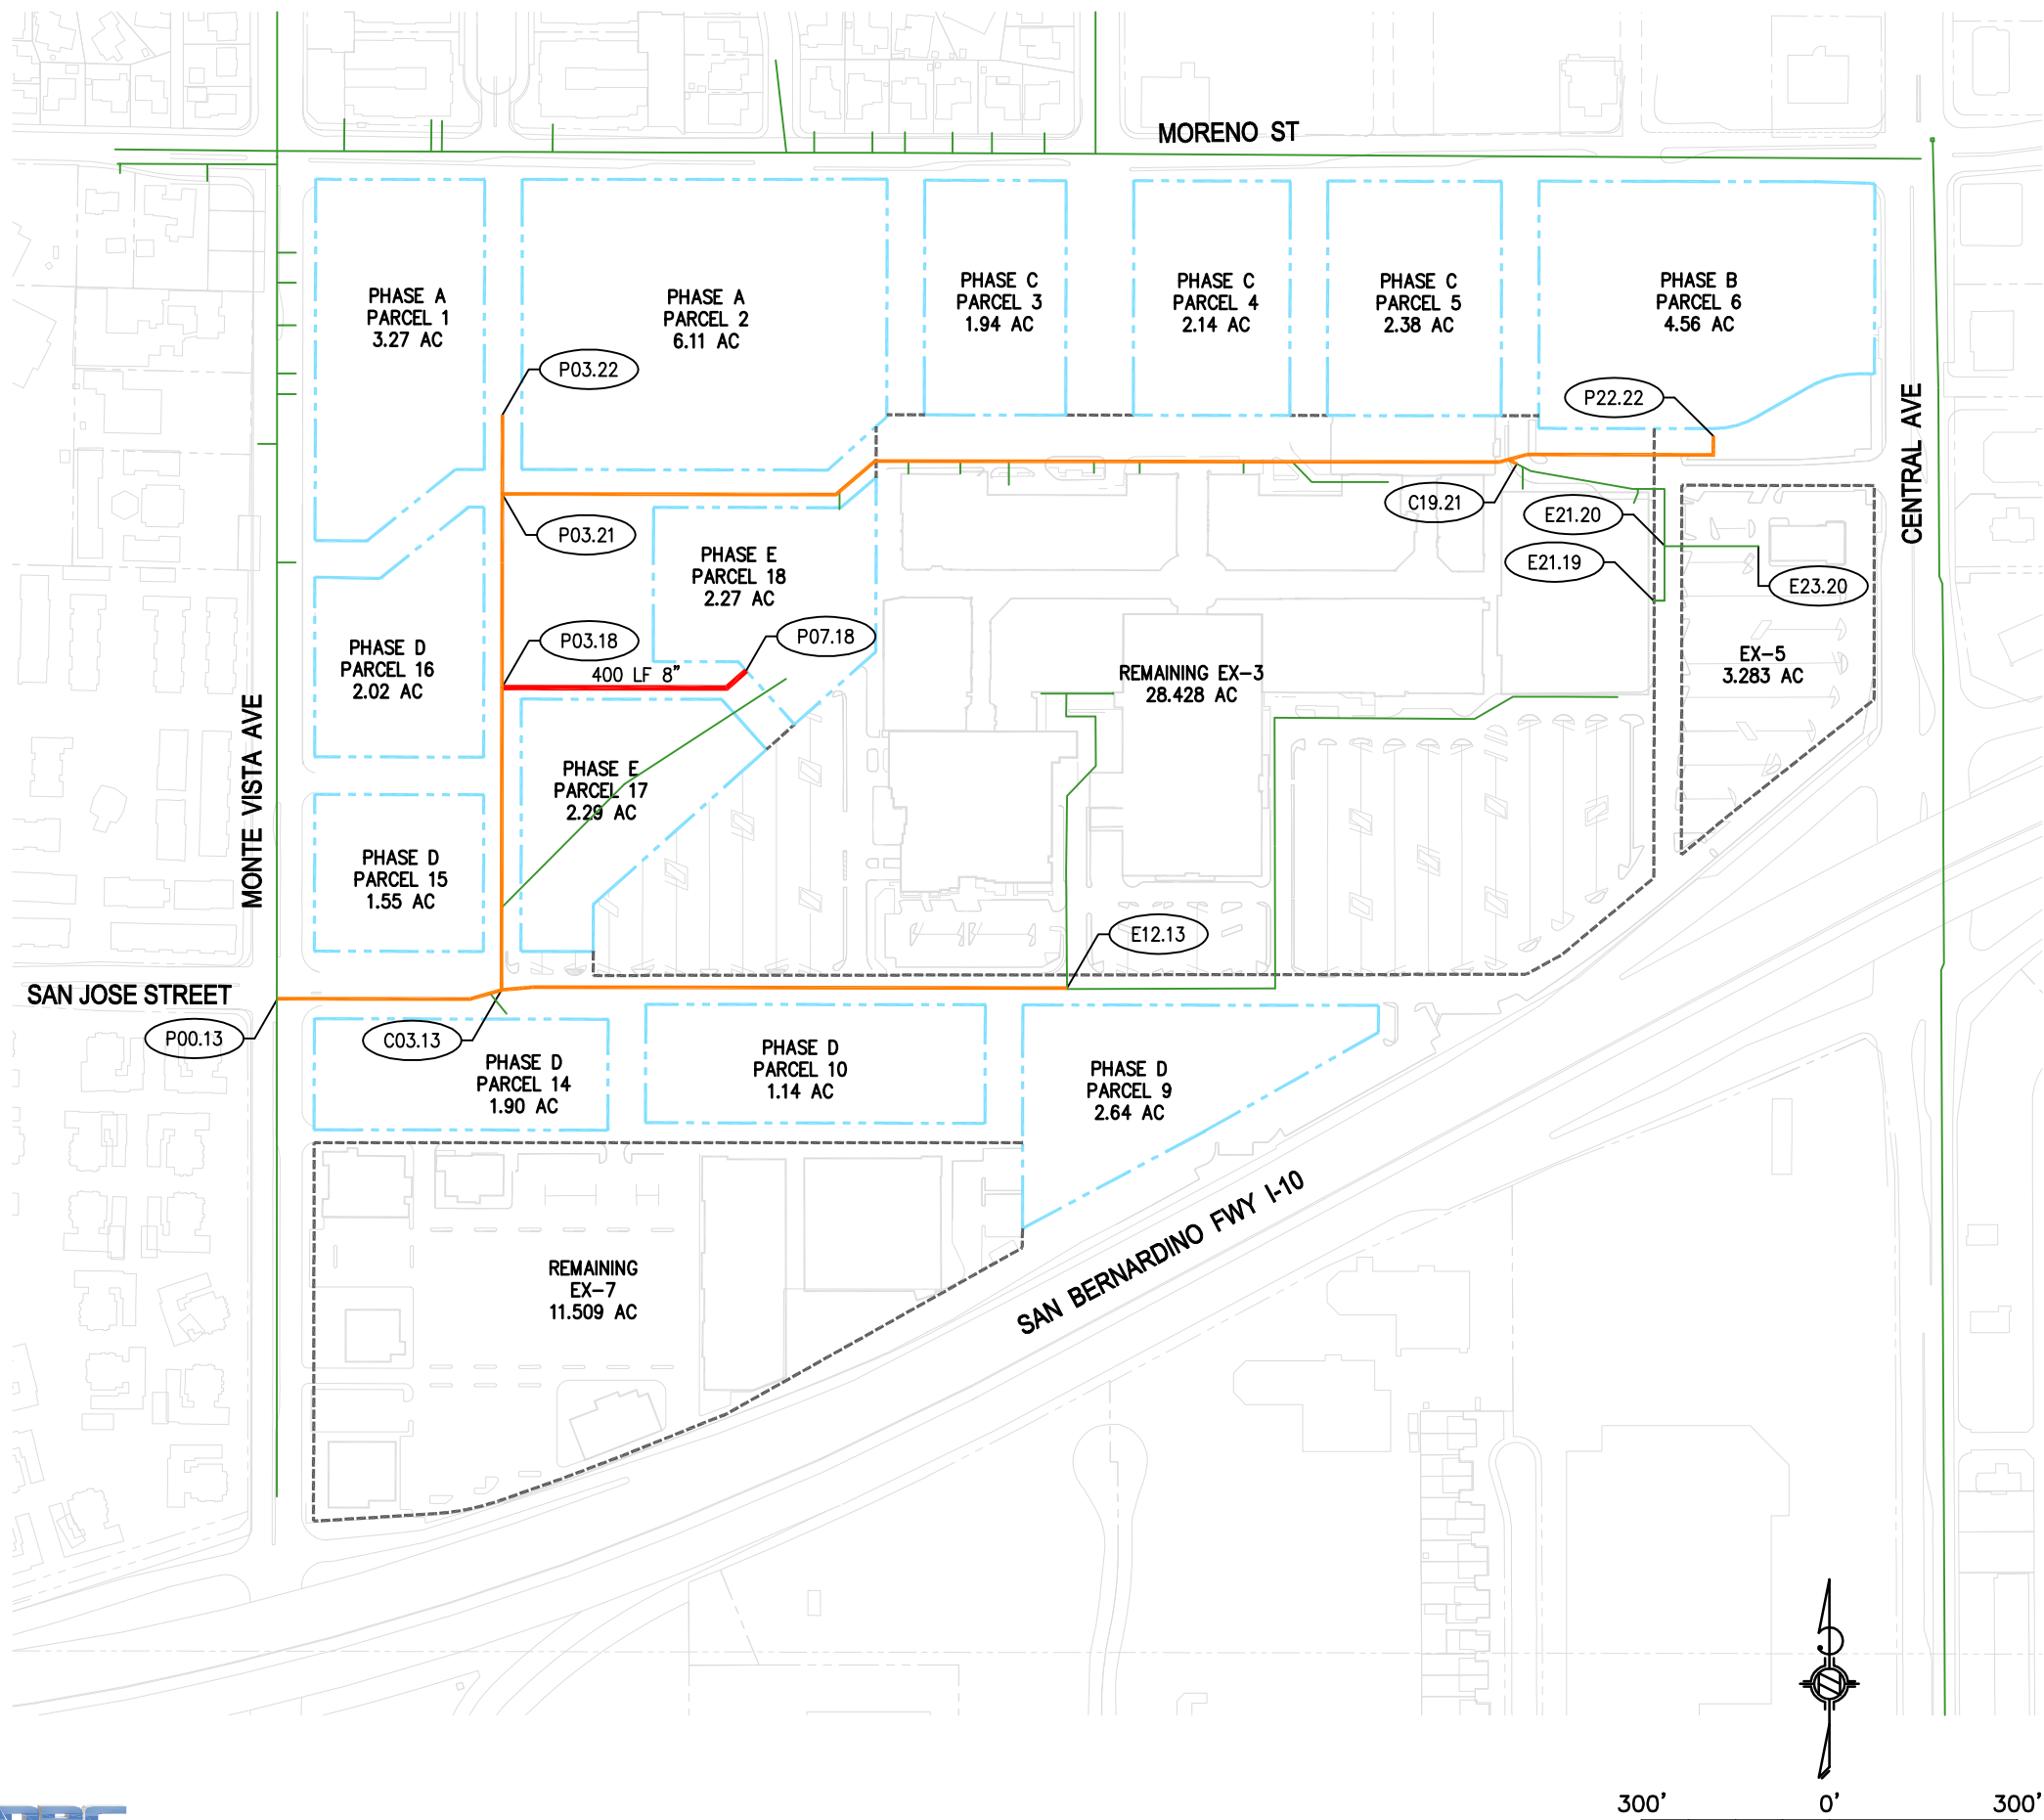 MORENO ST
PHASE A
PARCEL 1
3.27 AC
PHASE A
PARCEL 2
6.11 AC
PHASE C
PARCEL 3
1.94 AC
PHASE C
PARCEL 4
2.14 AC
PHASE C
PARCEL 5
2.38 AC
PHASE B
PARCEL 6
4.56 AC
P03.22
P22.22
CENTRAL AVE
C19.21
E21.20
P03.21
E21.19
E23.20
PHASE E
PARCEL 18
2.27 AC
P03.18
P07.18
400 LF 8"
PHASE D
PARCEL 16
2.02 AC
REMAINING EX-3
28.428 AC
EX-5
3.283 AC
MONTE VISTA AVE
PHASE E
PARCEL 17
2.29 AC
PHASE D
PARCEL 15
1.55 AC
E12.13
SAN JOSE STREET
P00.13
C03.13
PHASE D
PARCEL 14
1.90 AC
PHASE D
PARCEL 10
1.14 AC
PHASE D
PARCEL 9
2.64 AC
SAN BERNARDINO FWY I-10
REMAINING
EX-7
11.509 AC
300' 0' 300'